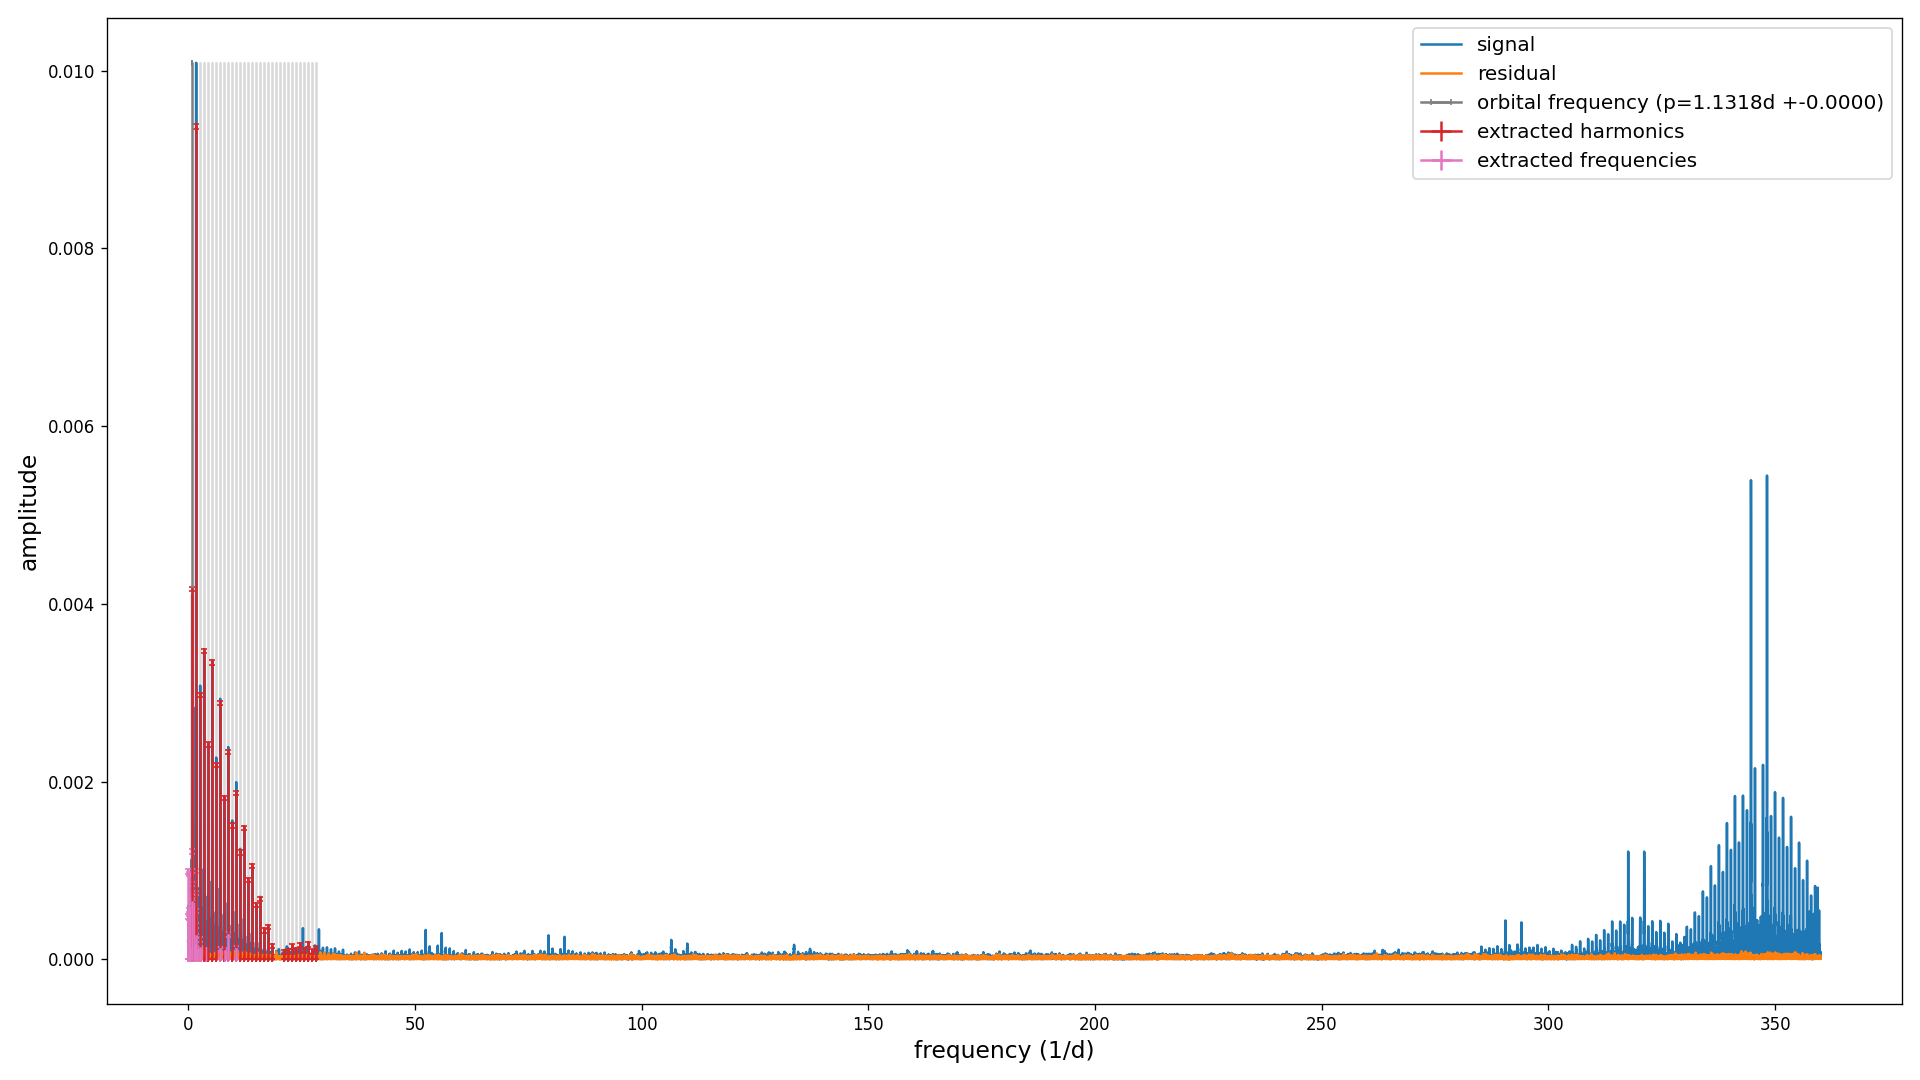 signal
residual
orbital frequency (p=1.1318d +-0.0000)
extracted harmonics
extracted frequencies
0.010
0.008
0.006
0.004
0.002
0.000
amplitude
0 50 100 150 200 250 300 350
frequency (1/d)